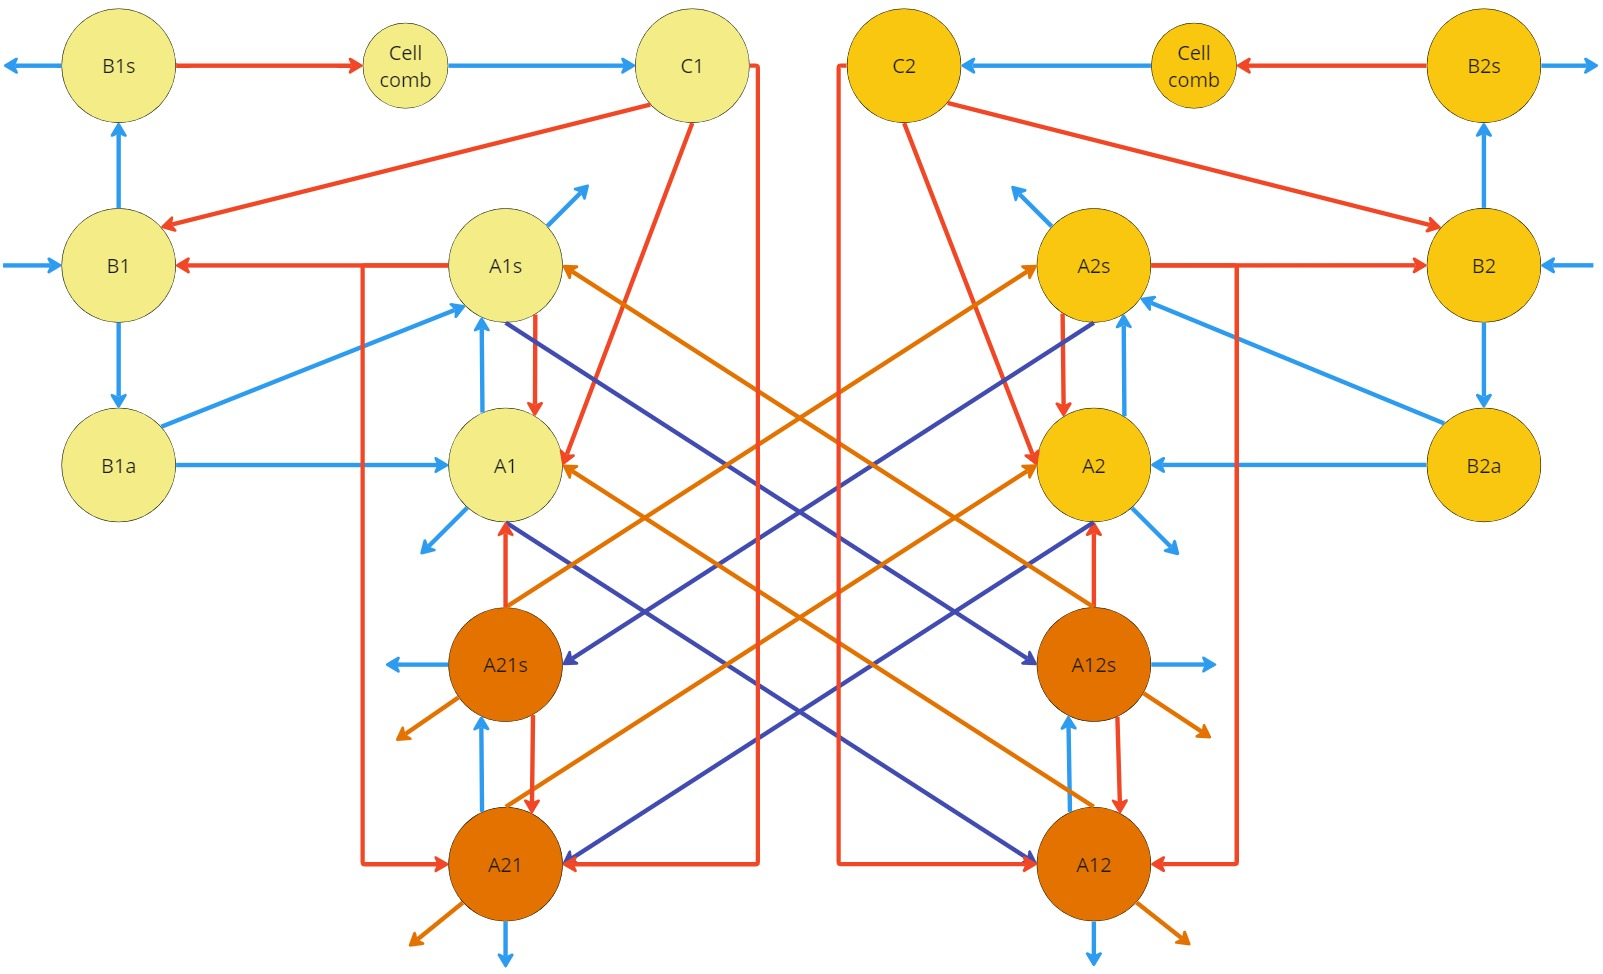 B1s
Cell
comb
C1
C2
Cell
comb
B2s
B1
A1s
A2s
B2
B1a
A1
A2
B2a
A21s
A12s
A21
A12